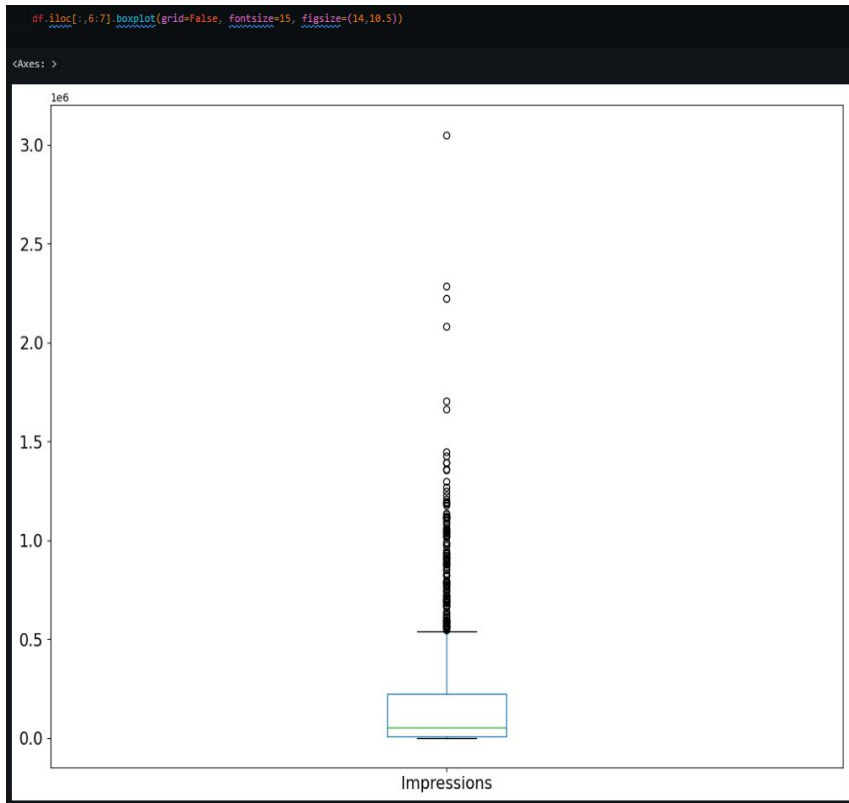 df.iloc[:,6:7].boxplot(grid=False, fontsize=15, figsize=(14,10.5))
<Axes: >
1e6
3.0
2.5
2.0
1.5
1.0
0.5
0.0
Impressions